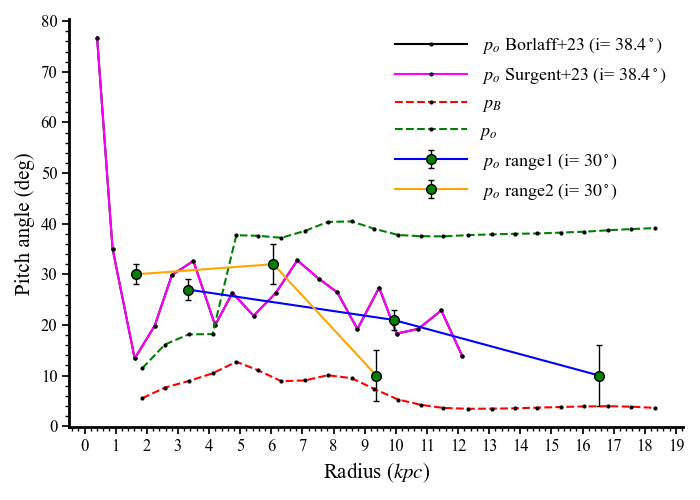 80
70
60
50
40
30
20
10
0
Pitch angle (deg)
p_o Borlaff+23 (i= 38.4°)
p_o Surgent+23 (i= 38.4°)
p_B
p_o
p_o range1 (i= 30°)
p_o range2 (i= 30°)
0 1 2 3 4 5 6 7 8 9 10 11 12 13 14 15 16 17 18 19
Radius (kpc)